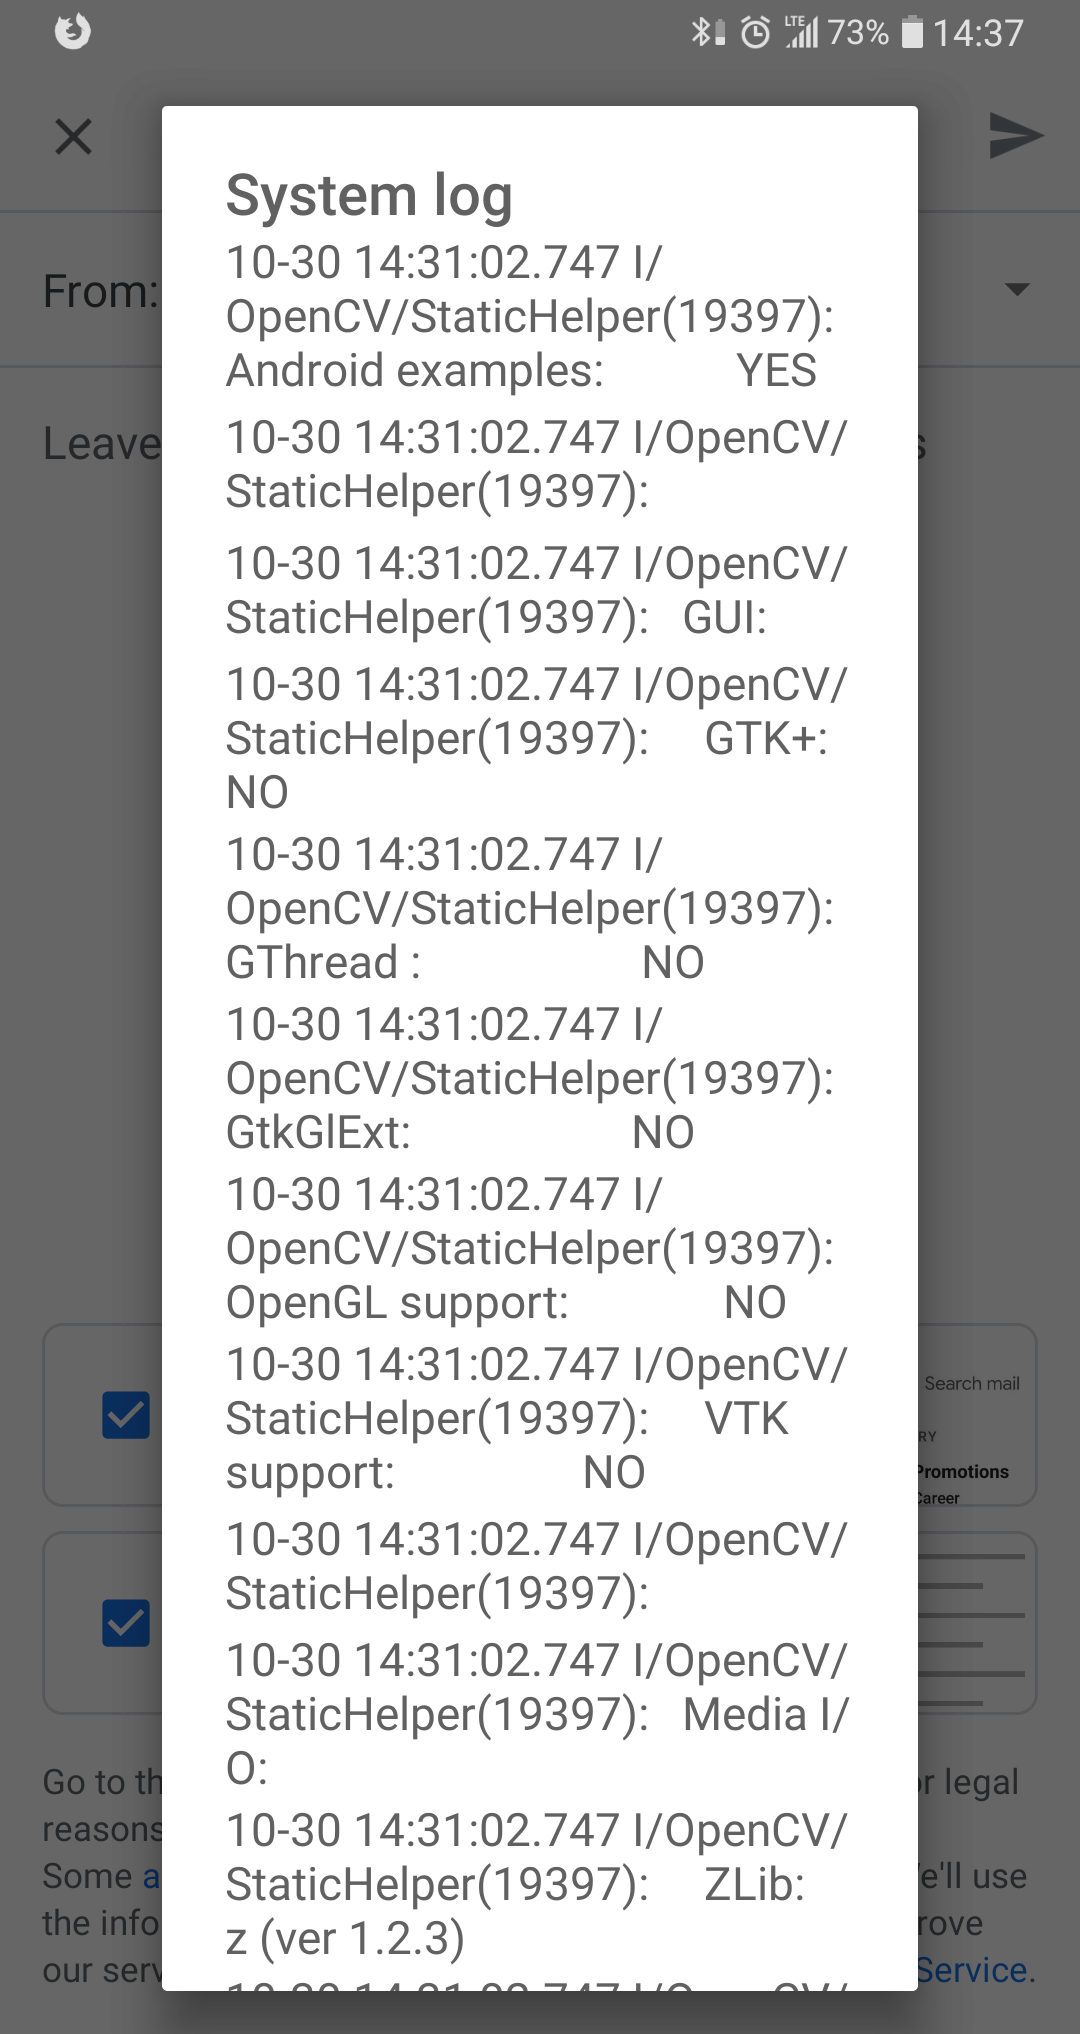 LTE 73% 14:37
System log
10-30 14:31:02.747 I/
OpenCV/StaticHelper(19397):
Android examples: YES
10-30 14:31:02.747 I/OpenCV/
StaticHelper(19397):
10-30 14:31:02.747 I/OpenCV/
StaticHelper(19397): GUI:
10-30 14:31:02.747 I/OpenCV/
StaticHelper(19397): GTK+:
NO
10-30 14:31:02.747 I/
OpenCV/StaticHelper(19397):
GThread : NO
10-30 14:31:02.747 I/
OpenCV/StaticHelper(19397):
GtkGlExt: NO
10-30 14:31:02.747 I/
OpenCV/StaticHelper(19397):
OpenGL support: NO
10-30 14:31:02.747 I/OpenCV/
StaticHelper(19397): VTK
support: NO
10-30 14:31:02.747 I/OpenCV/
StaticHelper(19397):
10-30 14:31:02.747 I/OpenCV/
StaticHelper(19397): Media I/
O:
10-30 14:31:02.747 I/OpenCV/
StaticHelper(19397): ZLib:
z (ver 1.2.3)
From:
Leave
Search mail
Promotions
Career
Go to
legal
reasons
Some
use
the info
our
Service.